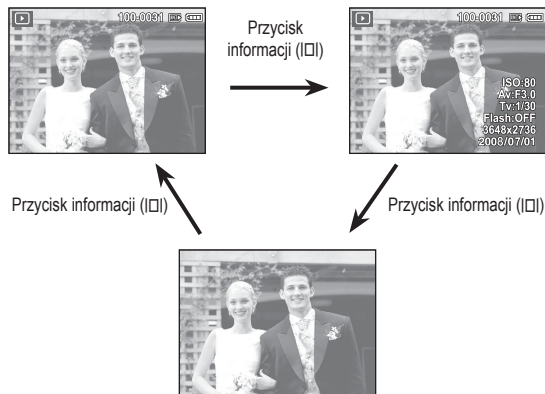 100-0031
Przycisk
informacji (|□|)
100-0031
ISO:80
Av:F3.0
Tv:1/30
Flash:OFF
3648x2736
2008/07/01
Przycisk informacji (|□|)
Przycisk informacji (|□|)